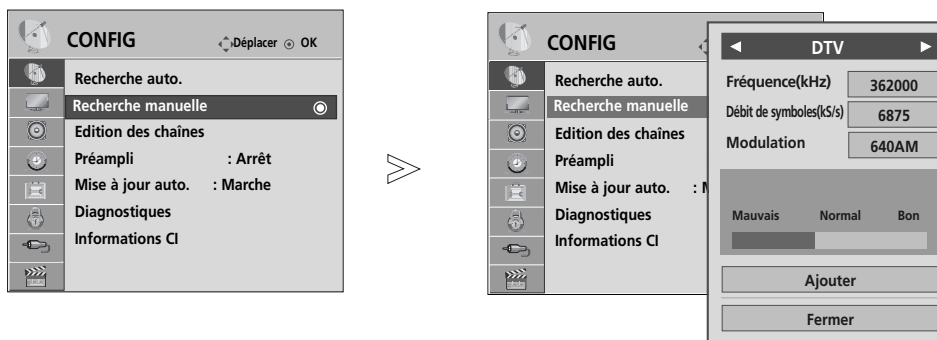 CONFIG Déplacer OK
Recherche auto.
Recherche manuelle
Edition des chaînes
Préampli : Arrêt
Mise à jour auto. : Marche
Diagnostiques
Informations CI
CONFIG
Recherche auto.
Recherche manuelle
Edition des chaînes
Préampli
Mise à jour auto. : M
Diagnostiques
Informations CI
◄ DTV ►
Fréquence(kHz) 362000
Débit de symboles(kS/s) 6875
Modulation 640AM
Mauvais Normal Bon
Ajouter
Fermer